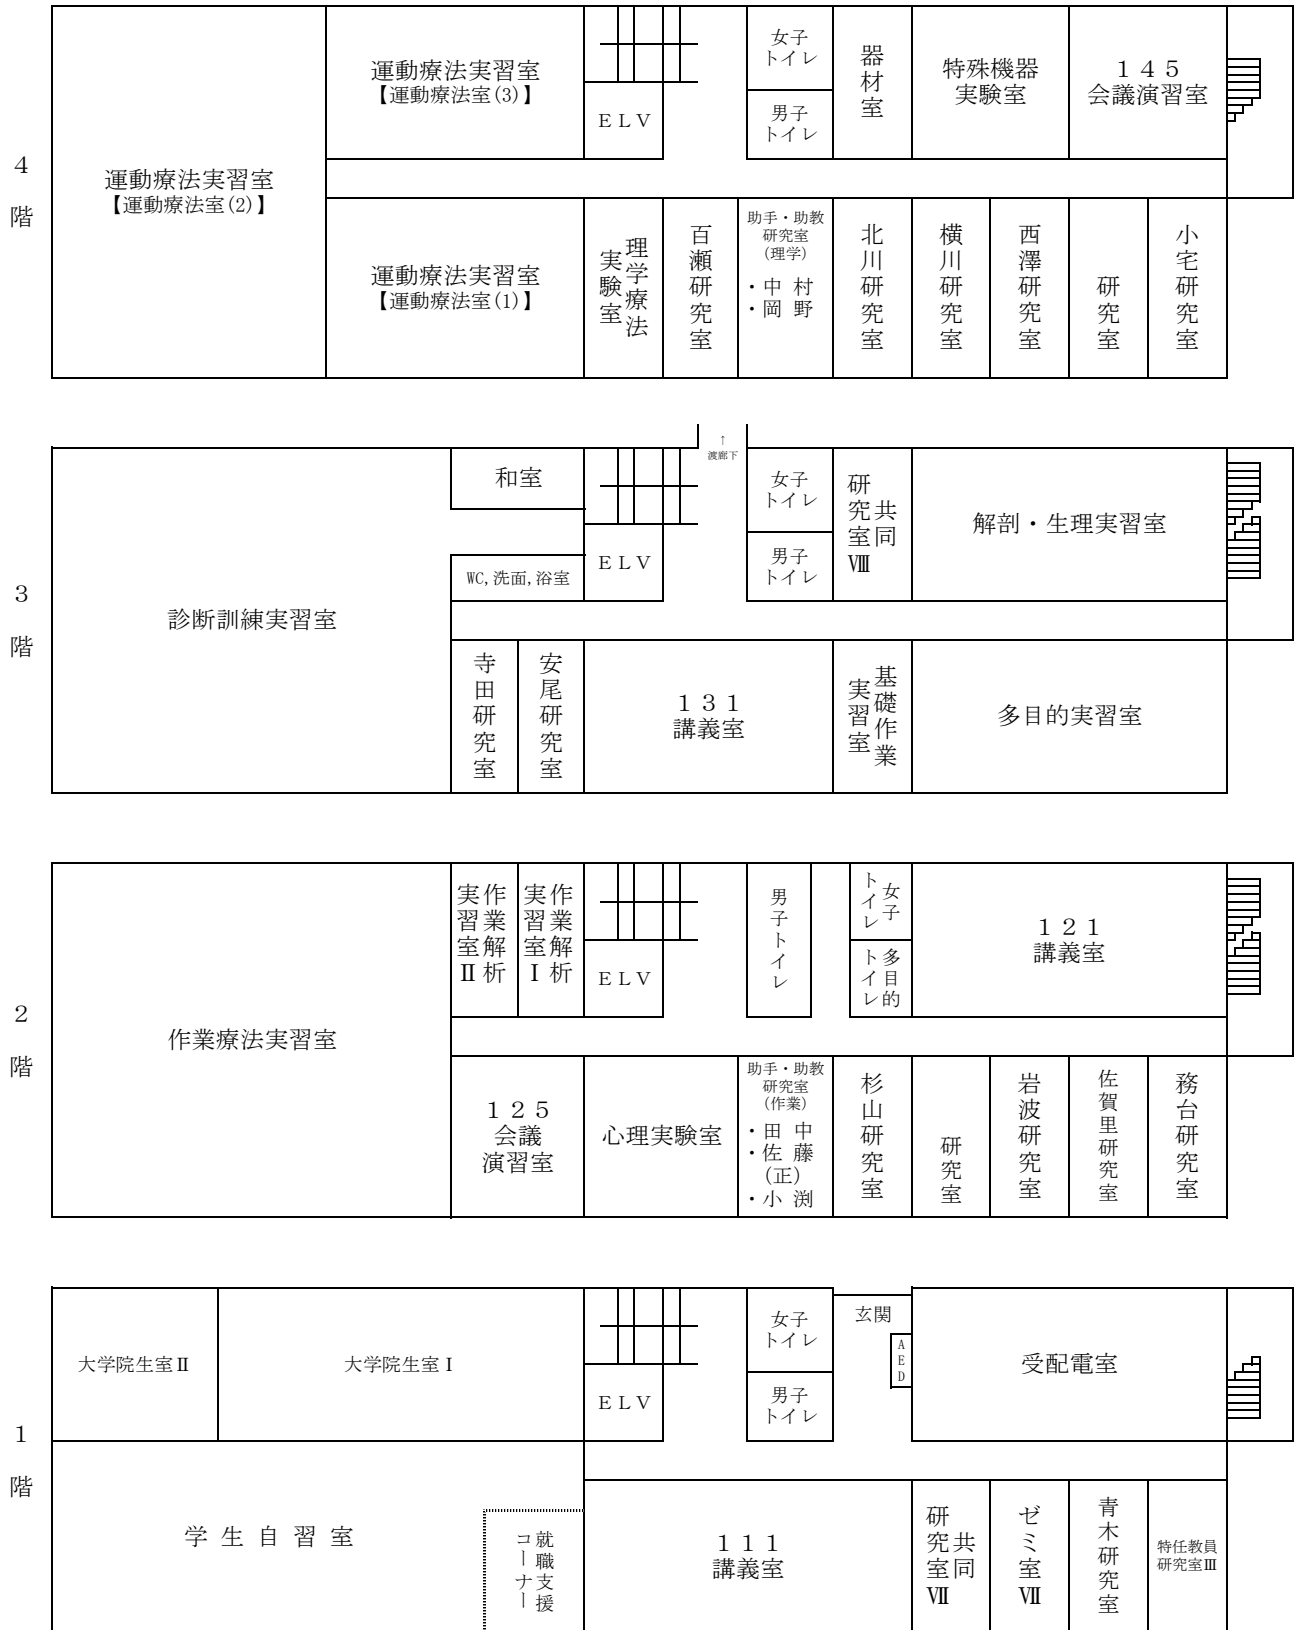 4
階
運動療法実習室
【運動療法室(2)】
運動療法実習室
【運動療法室(3)】
ＥＬＶ
女子
トイレ
男子
トイレ
器材室
特殊機器
実験室
１４５
会議演習室
運動療法実習室
【運動療法室(1)】
理学療法
実験室
百瀬研究室
助手・助教
研究室
(理学)
・中 村
・岡 野
北川研究室
横川研究室
西澤研究室
研究室
小宅研究室
3
階
診断訓練実習室
和室
WC,洗面,浴室
ＥＬＶ
↑
渡廊下
女子
トイレ
男子
トイレ
共同
研究室Ⅷ
解剖・生理実習室
寺田研究室
安尾研究室
１３１
講義室
基礎作業
実習室
多目的実習室
2
階
作業療法実習室
作業解析
実習室Ⅱ
作業解析
実習室Ⅰ
ＥＬＶ
男子トイレ
女子
トイレ
多目的
トイレ
１２１
講義室
１２５
会議
演習室
心理実験室
助手・助教
研究室
(作業)
・田 中
・佐 藤
(正)
・小 渕
杉山研究室
研究室
岩波研究室
佐賀里研究室
務台研究室
1
階
大学院生室Ⅱ
大学院生室Ⅰ
ＥＬＶ
女子
トイレ
男子
トイレ
玄関
AED
受配電室
学生自習室
就職支援
コーナー
１１１
講義室
共同
研究室Ⅶ
ゼミ室Ⅶ
青木研究室
特任教員
研究室Ⅲ